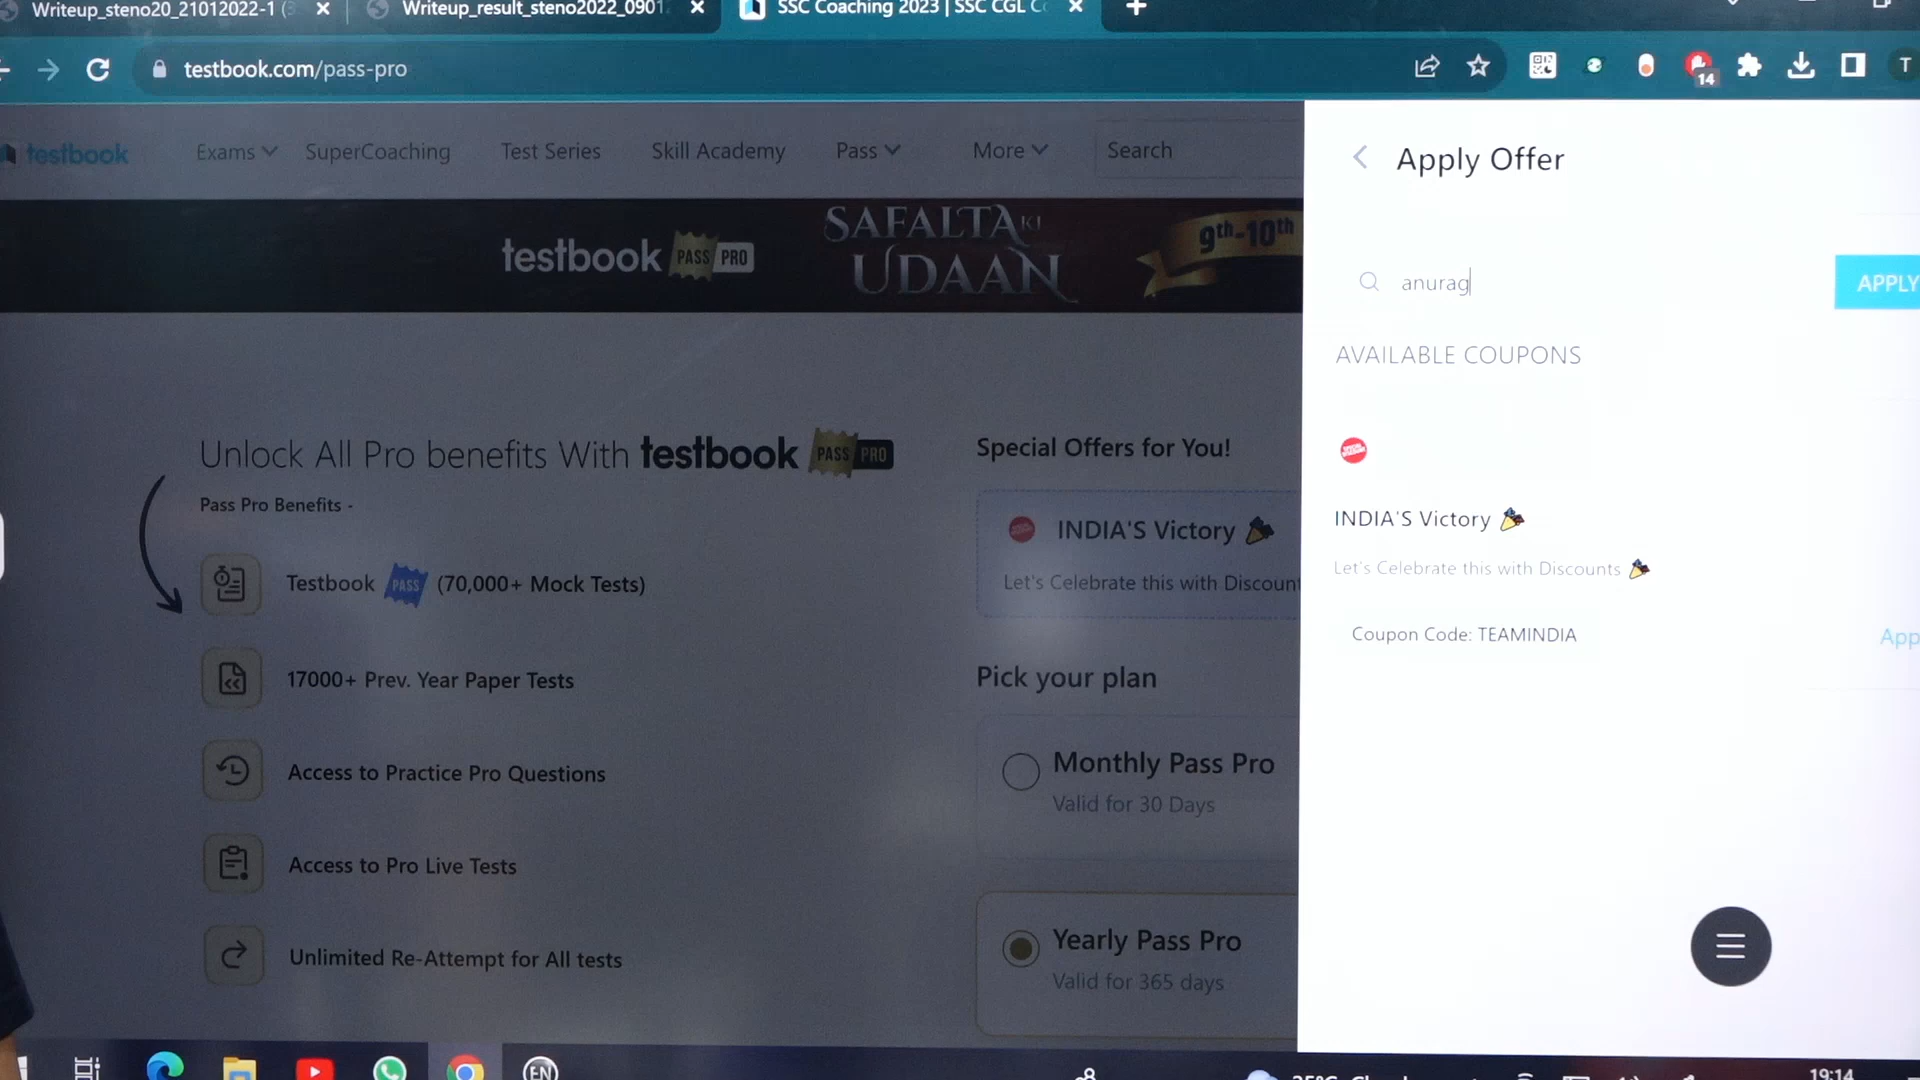 Writeup_steno20_21012022-1
Writeup_result_steno2022_0901
SSC Coaching 2023 | SSC CGL C
testbook.com/pass-pro
14
T
testbook
Exams
SuperCoaching
Test Series
Skill Academy
Pass
More
Search
testbook PASS PRO
SAFALTA KI
UDAAN
9th-10th
Unlock All Pro benefits With testbook PASS PRO
Pass Pro Benefits -
Testbook PASS (70,000+ Mock Tests)
17000+ Prev. Year Paper Tests
Access to Practice Pro Questions
Access to Pro Live Tests
Unlimited Re-Attempt for All tests
Special Offers for You!
INDIA'S Victory
Let's Celebrate this with Discount
Pick your plan
Monthly Pass Pro
Valid for 30 Days
Yearly Pass Pro
Valid for 365 days
Apply Offer
anurag
APPLY
AVAILABLE COUPONS
INDIA'S Victory
Let's Celebrate this with Discounts
Coupon Code: TEAMINDIA
App
EN
19:14